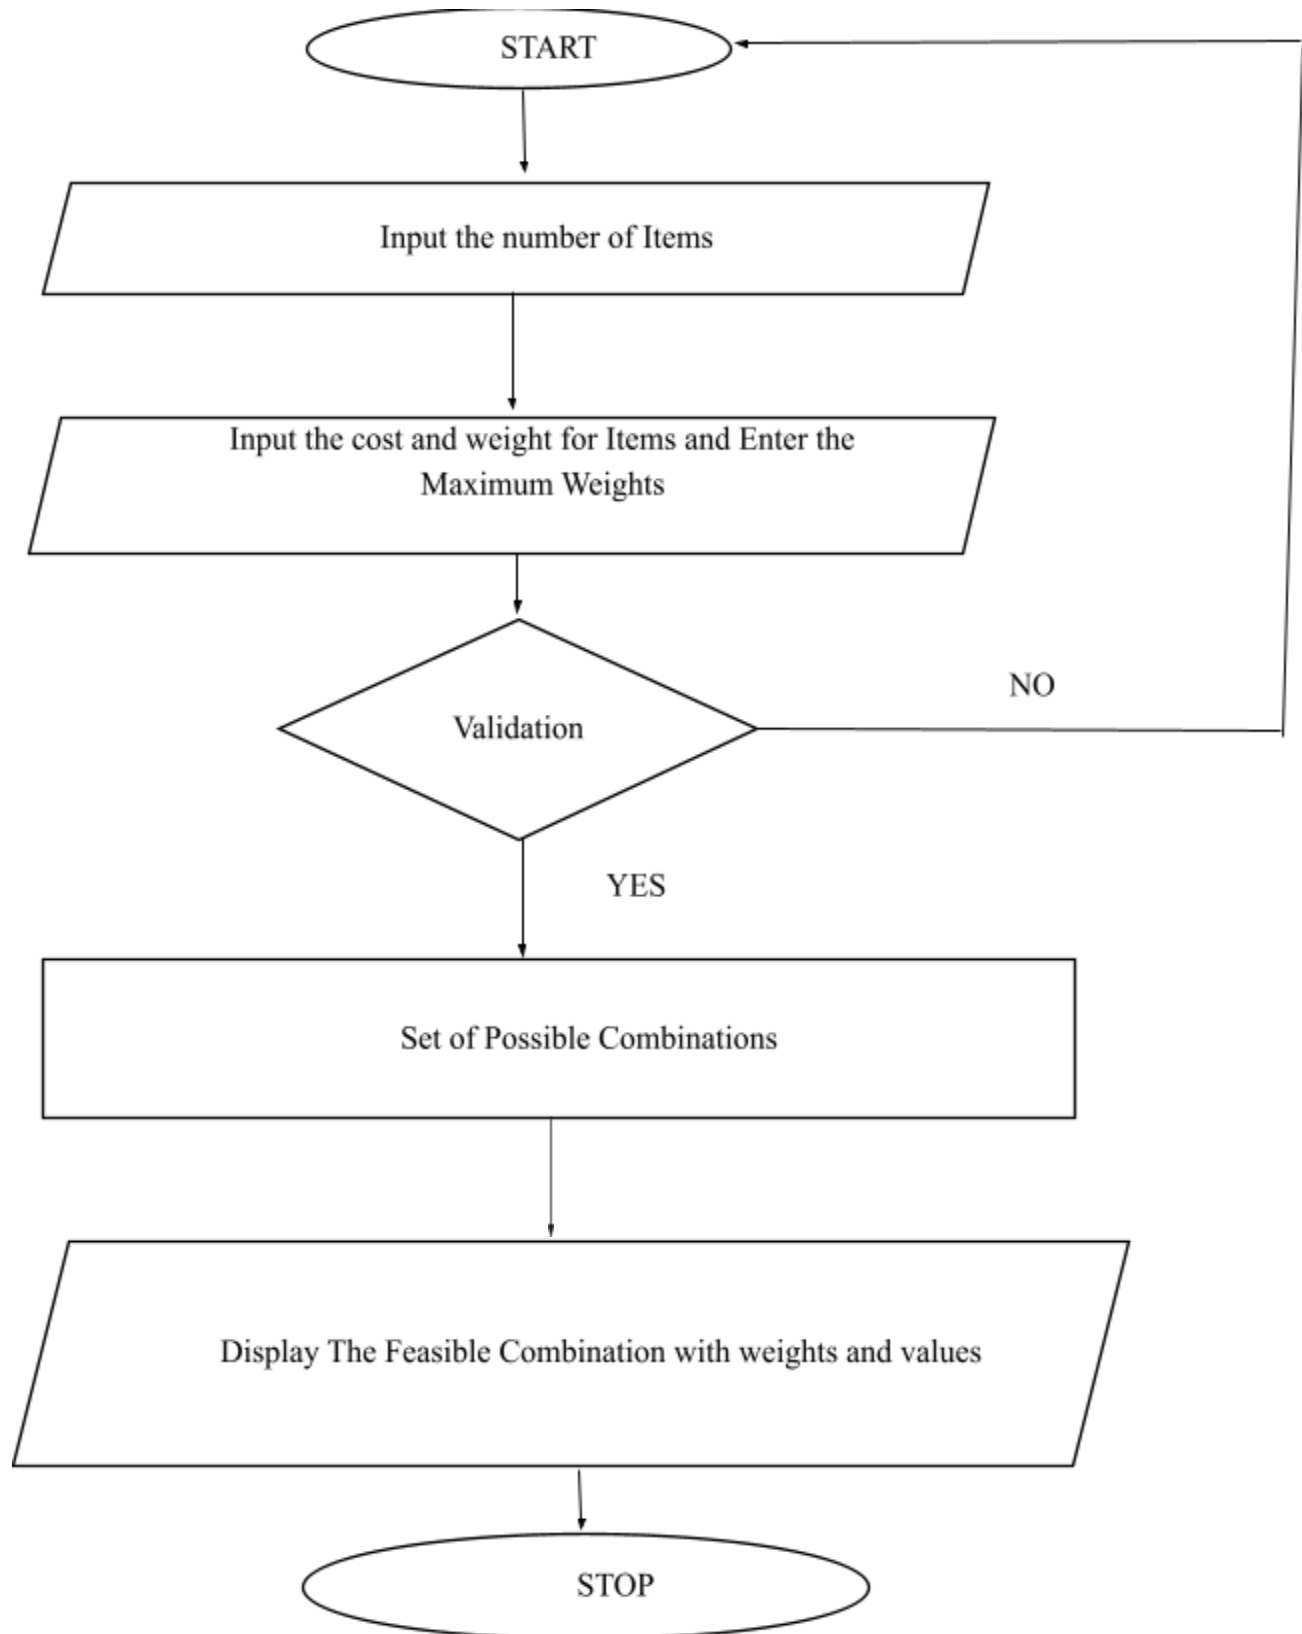 START
Input the number of Items
Input the cost and weight for Items and Enter the
Maximum Weights
Validation
NO
YES
Set of Possible Combinations
Display The Feasible Combination with weights and values
STOP